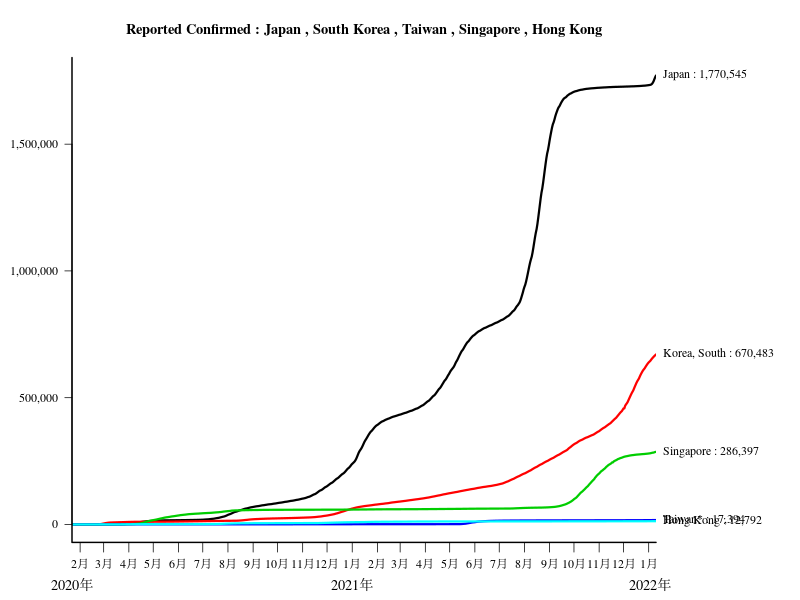 Reported Confirmed : Japan , South Korea , Taiwan , Singapore , Hong Kong
Japan : 1,770,545
1,500,000
1,000,000
Korea, South : 670,483
500,000
Singapore : 286,397
Hong Kong : 12,792
0
2月 3月 4月 5月 6月 7月 8月 9月 10月 11月 12月 1月 2月 3月 4月 5月 6月 7月 8月 9月 10月 11月 12月 1月
2020年 2021年 2022年